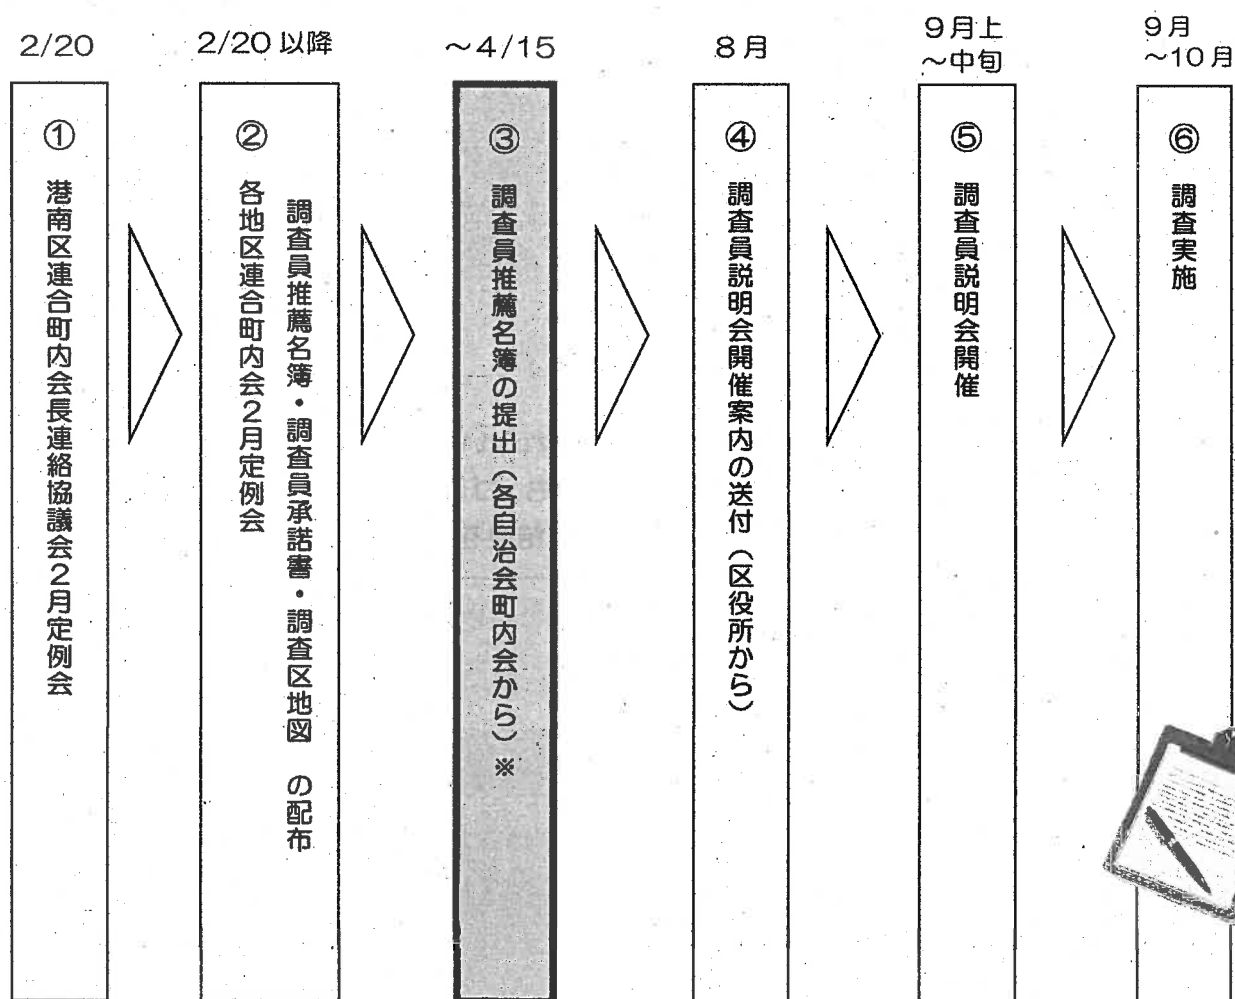 2/20
① 港南区連合町内会長連絡協議会2月定例会
2/20 以降
② 調査員推薦名簿・調査員承諾書・調査区地図 の配布
各地区連合町内会2月定例会
～4/15
③ 調査員推薦名簿の提出（各自治会町内会から）※
8月
④ 調査員説明会開催案内の送付（区役所から）
9月上
～中旬
⑤ 調査員説明会開催
9月
～10月
⑥ 調査実施